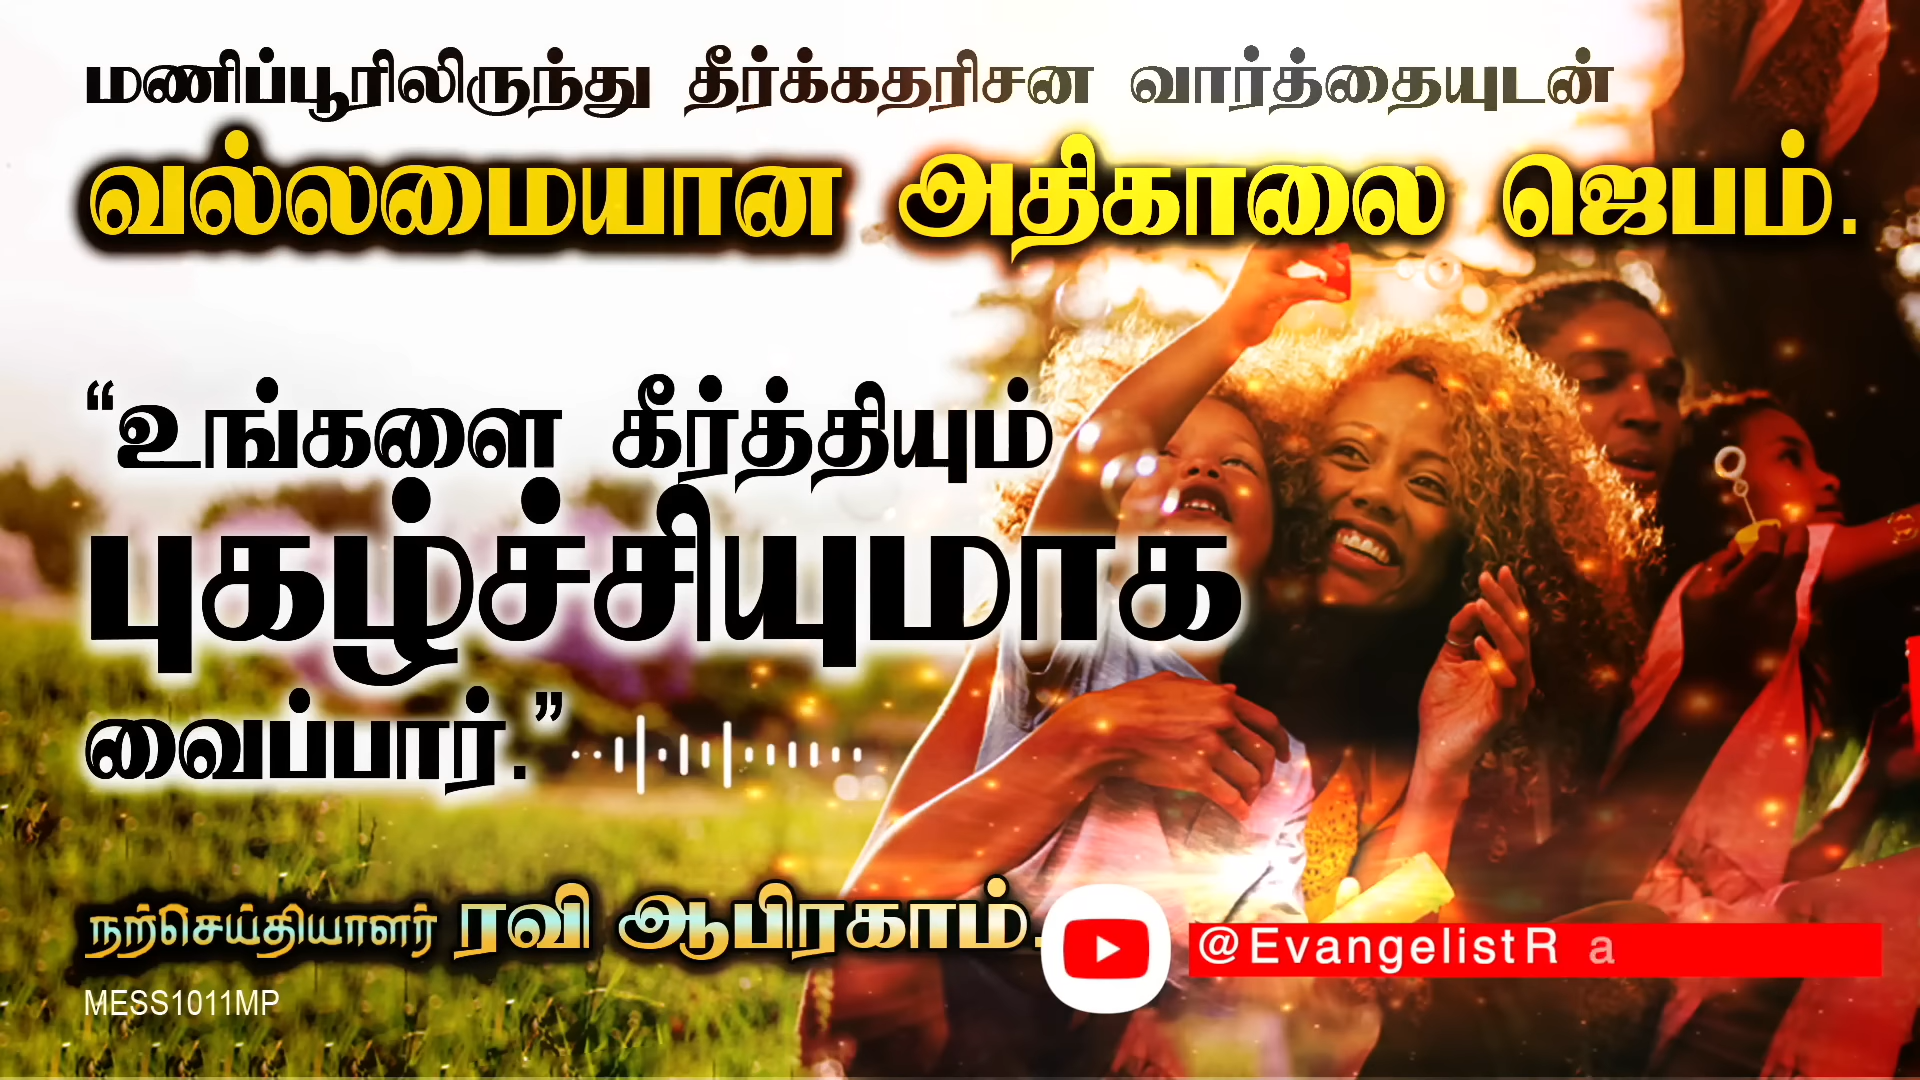 மணிப்பூரிலிருந்து தீர்க்கதரிசன வார்த்தையுடன்
வல்லமையான அதிகாலை ஜெபம்.
“உங்களை கீர்த்தியும்
புகழ்ச்சியுமாக
வைப்பார்.”
நற்செய்தியாளர் ரவி ஆபிரகாம்.
@EvangelistR a
MESS1011MP